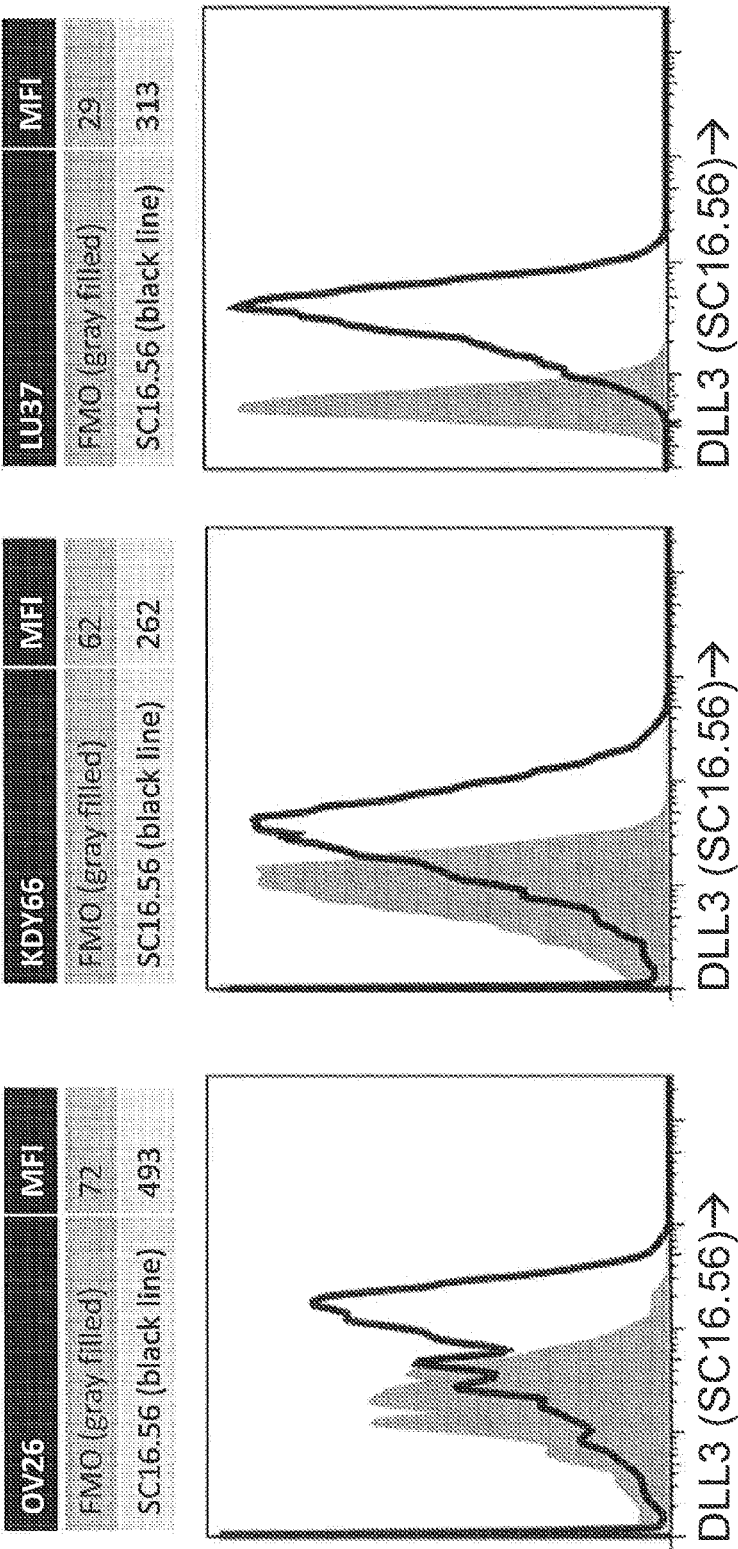 OV26 MFI
FMO (gray filled) 72
SC16.56 (black line) 493
DLL3 (SC16.56)→
KDY66 MFI
FMO (gray filled) 62
SC16.56 (black line) 262
DLL3 (SC16.56)→
LU37 MFI
FMO (gray filled) 29
SC16.56 (black line) 313
DLL3 (SC16.56)→